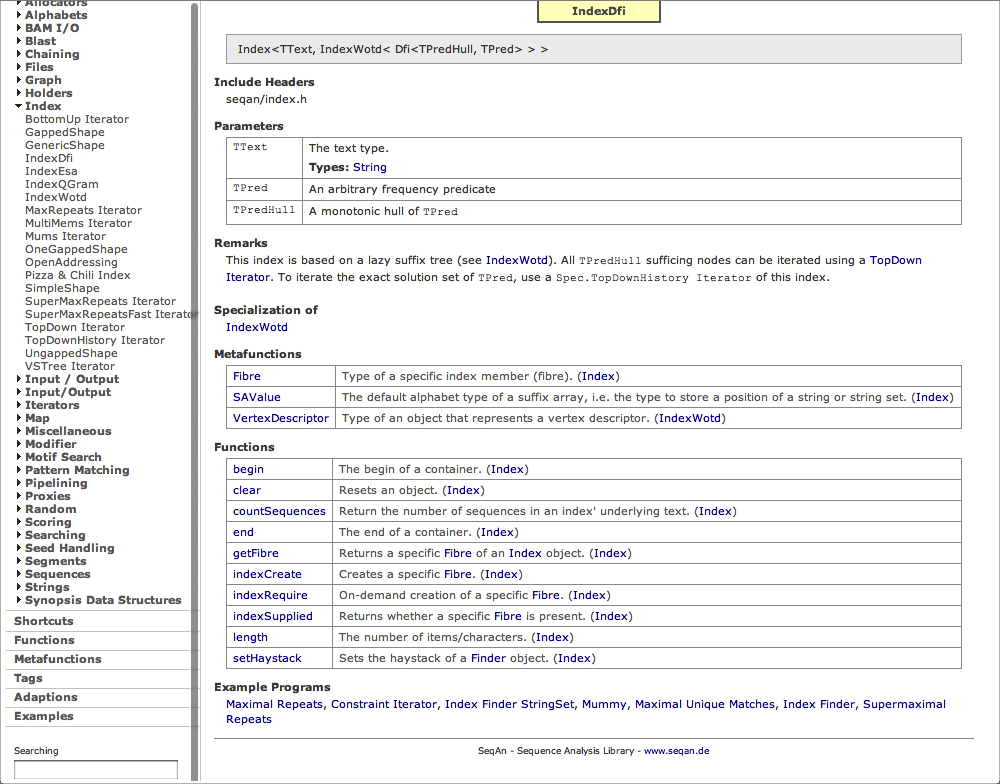 Allocators
Alphabets
BAM I/O
Blast
Chaining
Files
Graph
Holders
Index
BottomUp Iterator
GappedShape
GenericShape
IndexDfi
IndexEsa
IndexQGram
IndexWotd
MaxRepeats Iterator
MultiMems Iterator
Mums Iterator
OneGappedShape
OpenAddressing
Pizza & Chili Index
SimpleShape
SuperMaxRepeats Iterator
SuperMaxRepeatsFast Iterator
TopDown Iterator
TopDownHistory Iterator
UngappedShape
VSTree Iterator
Input / Output
Input/Output
Iterators
Map
Miscellaneous
Modifier
Motif Search
Pattern Matching
Pipelining
Proxies
Random
Scoring
Searching
Seed Handling
Segments
Sequences
Strings
Synopsis Data Structures
Shortcuts
Functions
Metafunctions
Tags
Adaptions
Examples
Searching
IndexDfi
Index<TText, IndexWotd< Dfi<TPredHull, TPred> > >
Include Headers
seqan/index.h
Parameters
TText The text type.
Types: String
TPred An arbitrary frequency predicate
TPredHull A monotonic hull of TPred
Remarks
This index is based on a lazy suffix tree (see IndexWotd). All TPredHull sufficing nodes can be iterated using a TopDown
Iterator. To iterate the exact solution set of TPred, use a Spec.TopDownHistory Iterator of this index.
Specialization of
IndexWotd
Metafunctions
Fibre Type of a specific index member (fibre). (Index)
SAValue The default alphabet type of a suffix array, i.e. the type to store a position of a string or string set. (Index)
VertexDescriptor Type of an object that represents a vertex descriptor. (IndexWotd)
Functions
begin The begin of a container. (Index)
clear Resets an object. (Index)
countSequences Return the number of sequences in an index' underlying text. (Index)
end The end of a container. (Index)
getFibre Returns a specific Fibre of an Index object. (Index)
indexCreate Creates a specific Fibre. (Index)
indexRequire On-demand creation of a specific Fibre. (Index)
indexSupplied Returns whether a specific Fibre is present. (Index)
length The number of items/characters. (Index)
setHaystack Sets the haystack of a Finder object. (Index)
Example Programs
Maximal Repeats, Constraint Iterator, Index Finder StringSet, Mummy, Maximal Unique Matches, Index Finder, Supermaximal
Repeats
SeqAn - Sequence Analysis Library - www.seqan.de